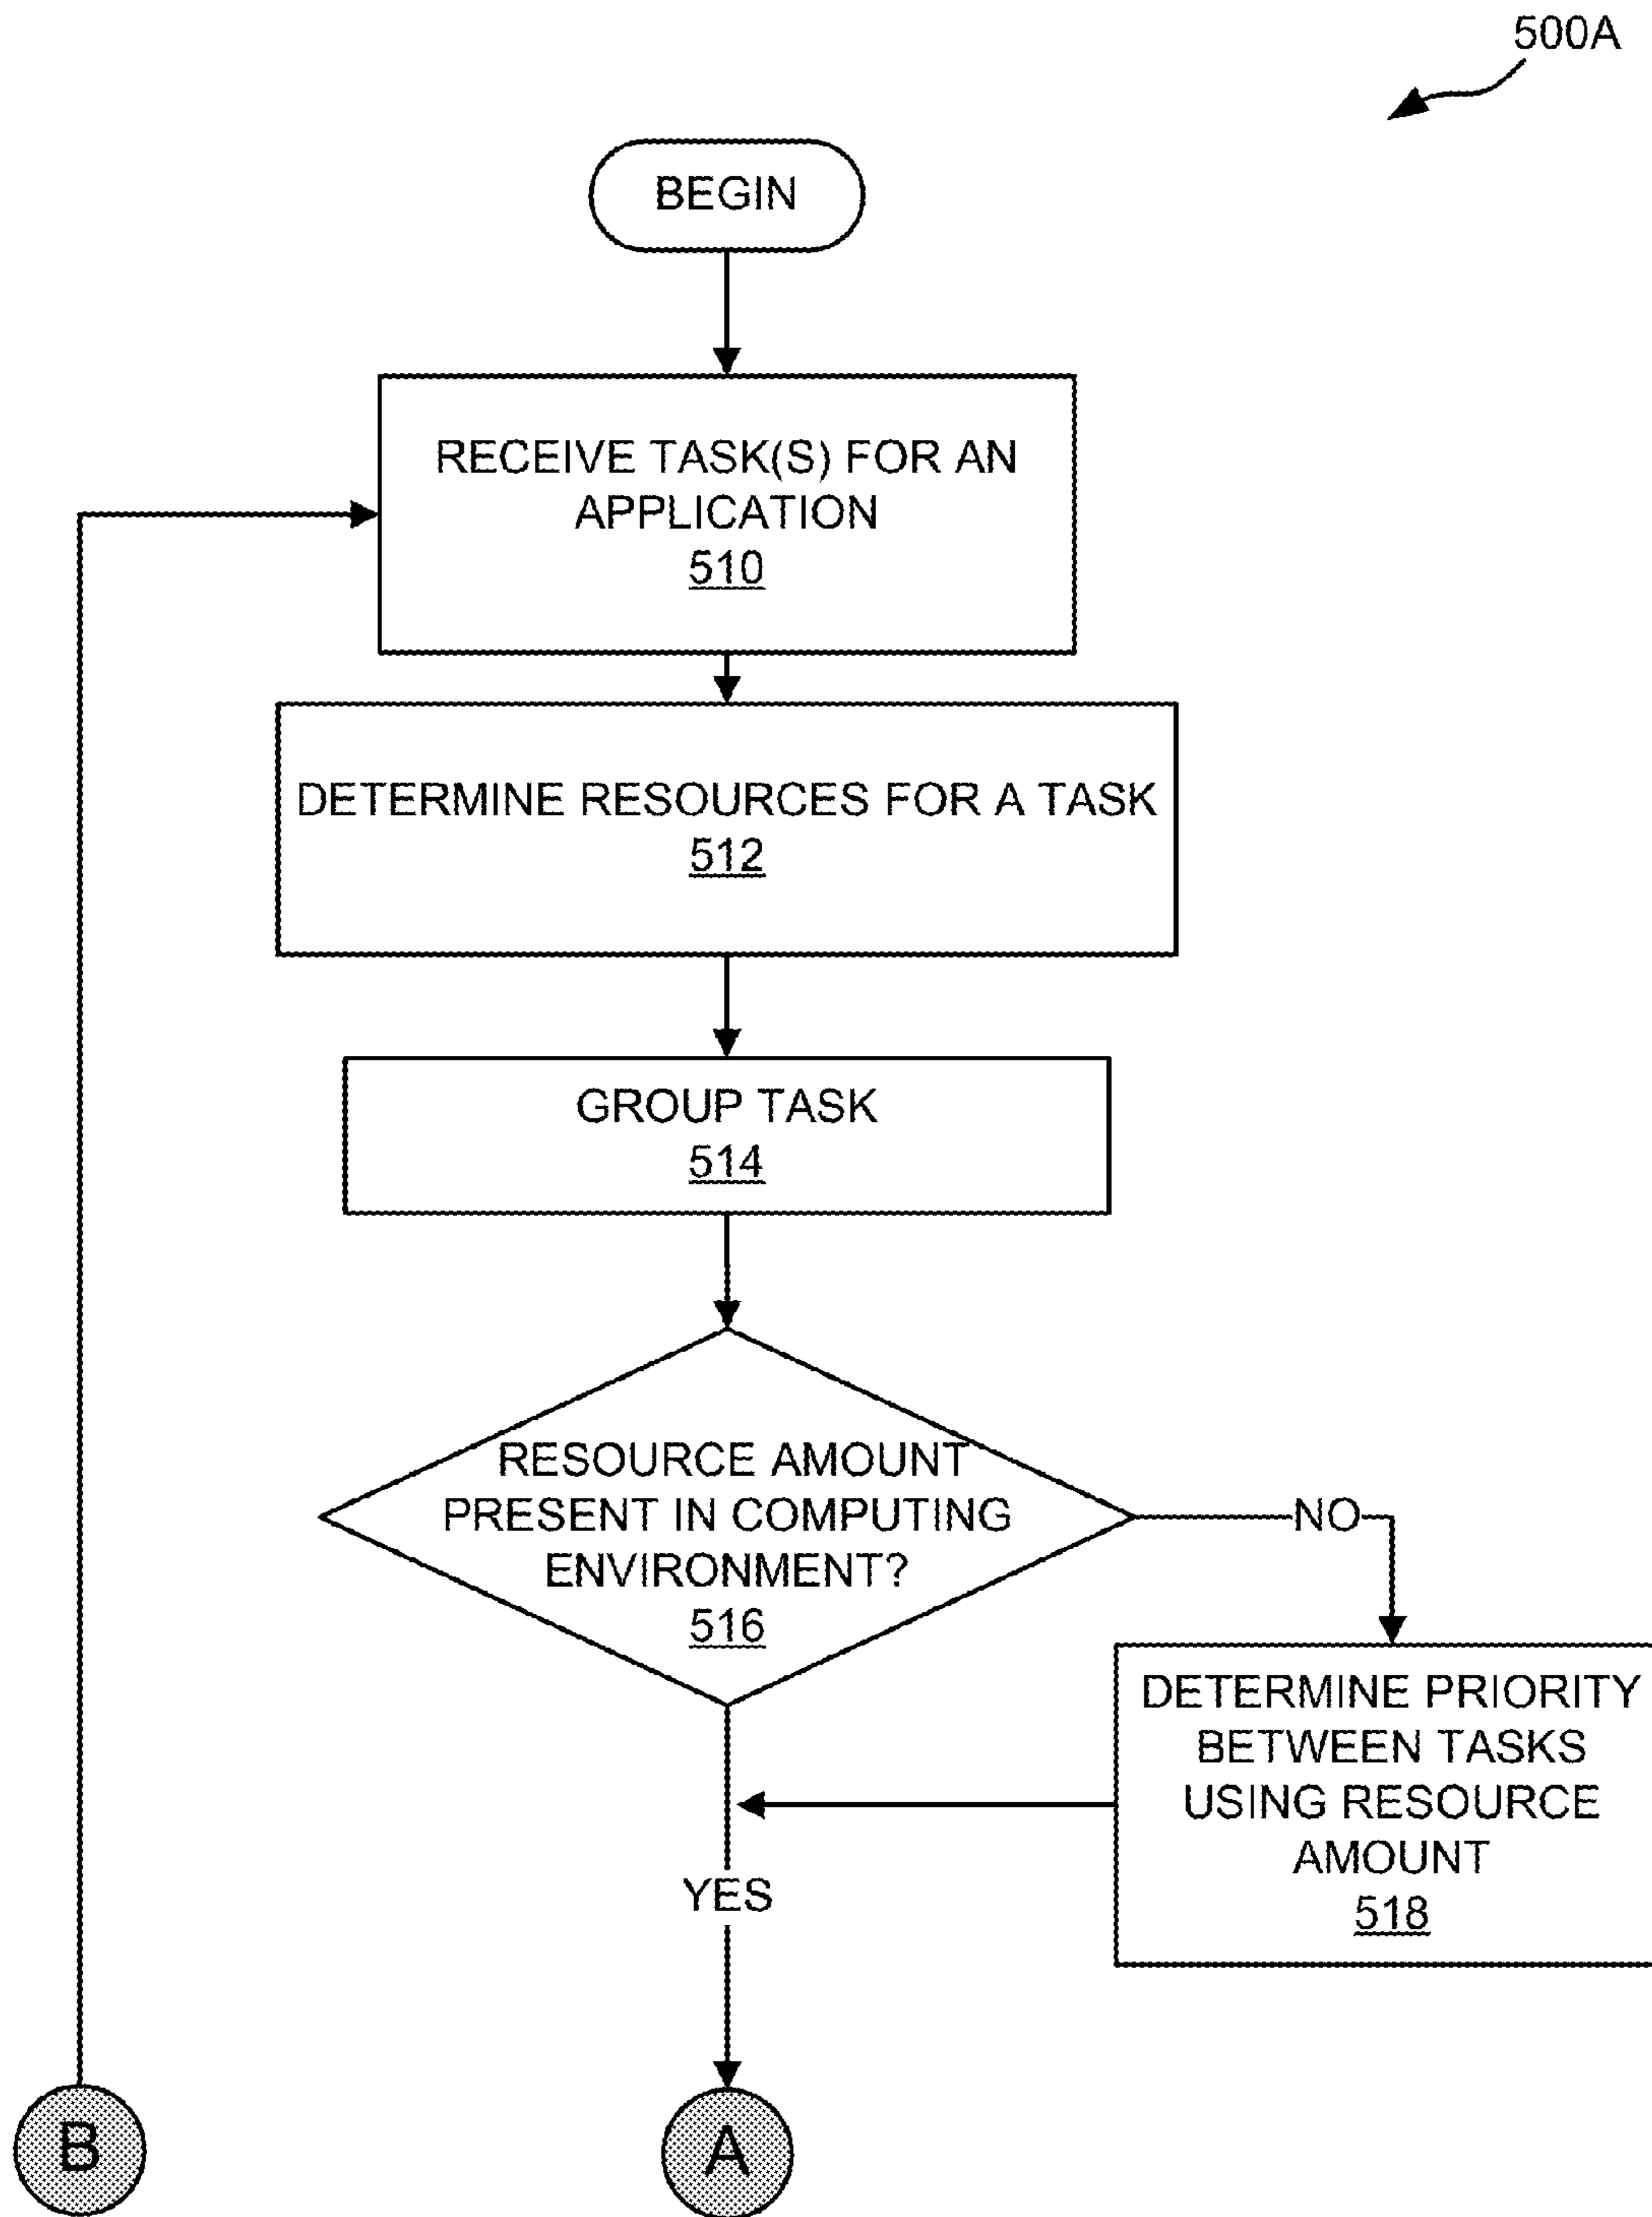 500A
BEGIN
RECEIVE TASK(S) FOR AN
APPLICATION
510
DETERMINE RESOURCES FOR A TASK
512
GROUP TASK
514
RESOURCE AMOUNT
PRESENT IN COMPUTING
ENVIRONMENT?
516
NO
DETERMINE PRIORITY
BETWEEN TASKS
USING RESOURCE
AMOUNT
518
YES
B
A